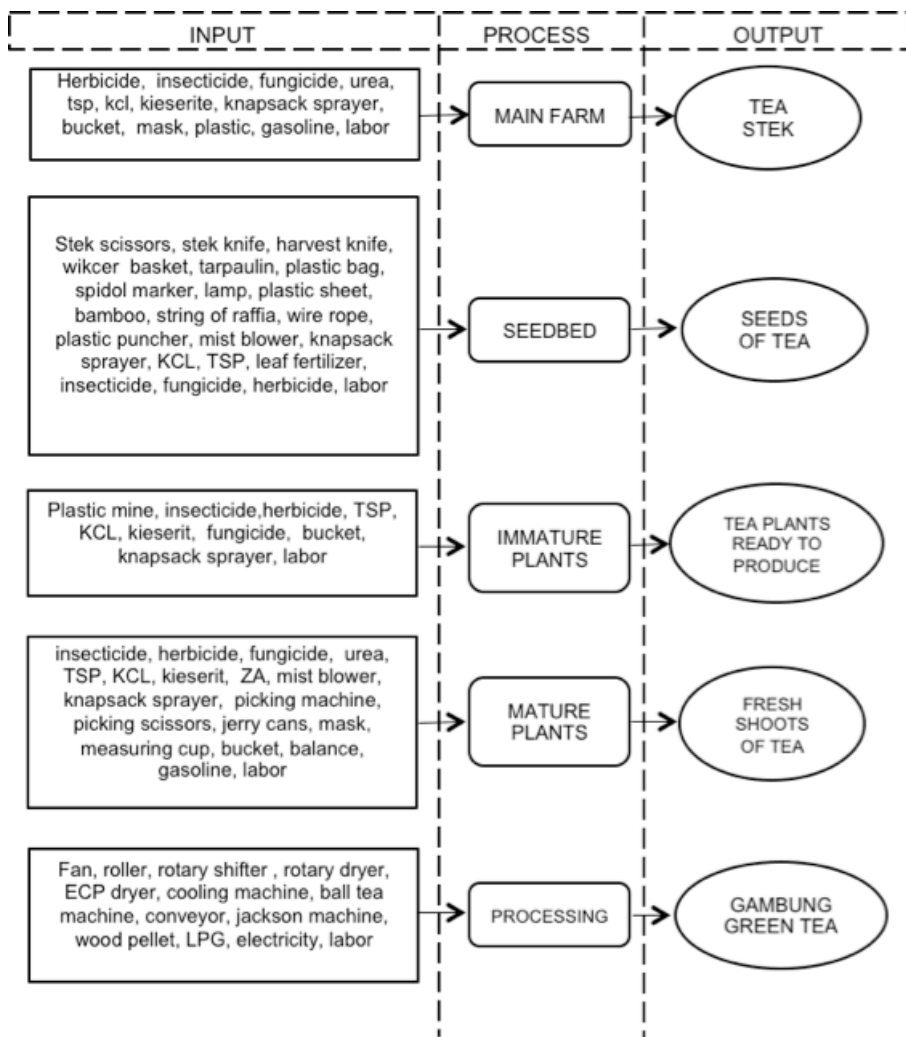 INPUT
PROCESS
OUTPUT
Herbicide, insecticide, fungicide, urea,
tsp, kcl, kieserite, knapsack sprayer,
bucket, mask, plastic, gasoline, labor
MAIN FARM
TEA
STEK
Stek scissors, stek knife, harvest knife,
wikcer basket, tarpaulin, plastic bag,
spidol marker, lamp, plastic sheet,
bamboo, string of raffia, wire rope,
plastic puncher, mist blower, knapsack
sprayer, KCL, TSP, leaf fertilizer,
insecticide, fungicide, herbicide, labor
SEEDBED
SEEDS
OF TEA
Plastic mine, insecticide,herbicide, TSP,
KCL, kieserit, fungicide, bucket,
knapsack sprayer, labor
IMMATURE
PLANTS
TEA PLANTS
READY TO
PRODUCE
insecticide, herbicide, fungicide, urea,
TSP, KCL, kieserit, ZA, mist blower,
knapsack sprayer, picking machine,
picking scissors, jerry cans, mask,
measuring cup, bucket, balance,
gasoline, labor
MATURE
PLANTS
FRESH
SHOOTS
OF TEA
Fan, roller, rotary shifter , rotary dryer,
ECP dryer, cooling machine, ball tea
machine, conveyor, jackson machine,
wood pellet, LPG, electricity, labor
PROCESSING
GAMBUNG
GREEN TEA